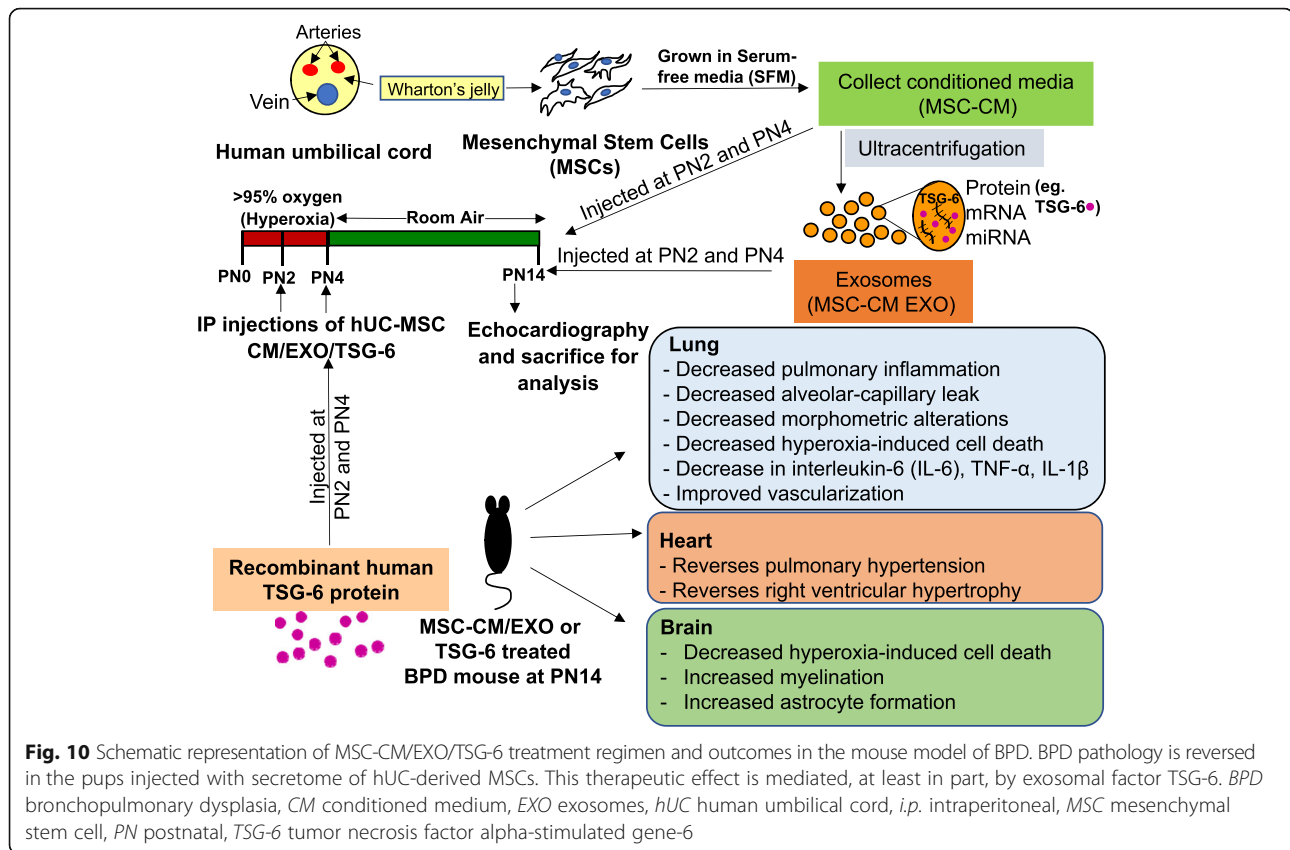 Arteries
Vein
Wharton's jelly
Human umbilical cord
Mesenchymal Stem Cells
(MSCs)
Grown in Serum-
free media (SFM)
Collect conditioned media
(MSC-CM)
Ultracentrifugation
TSG-6
Protein (eg.
TSG-6)
mRNA
miRNA
Exosomes
(MSC-CM EXO)
Injected at PN2 and PN4
Injected at PN2 and PN4
>95% oxygen
(Hyperoxia)
Room Air
PN0
PN2
PN4
PN14
IP injections of hUC-MSC
CM/EXO/TSG-6
Echocardiography
and sacrifice for
analysis
Injected at
PN2 and PN4
Recombinant human
TSG-6 protein
MSC-CM/EXO or
TSG-6 treated
BPD mouse at PN14
Lung
- Decreased pulmonary inflammation
- Decreased alveolar-capillary leak
- Decreased morphometric alterations
- Decreased hyperoxia-induced cell death
- Decrease in interleukin-6 (IL-6), TNF-α, IL-1β
- Improved vascularization
Heart
- Reverses pulmonary hypertension
- Reverses right ventricular hypertrophy
Brain
- Decreased hyperoxia-induced cell death
- Increased myelination
- Increased astrocyte formation
Fig. 10 Schematic representation of MSC-CM/EXO/TSG-6 treatment regimen and outcomes in the mouse model of BPD. BPD pathology is reversed
in the pups injected with secretome of hUC-derived MSCs. This therapeutic effect is mediated, at least in part, by exosomal factor TSG-6. BPD
bronchopulmonary dysplasia, CM conditioned medium, EXO exosomes, hUC human umbilical cord, i.p. intraperitoneal, MSC mesenchymal
stem cell, PN postnatal, TSG-6 tumor necrosis factor alpha-stimulated gene-6